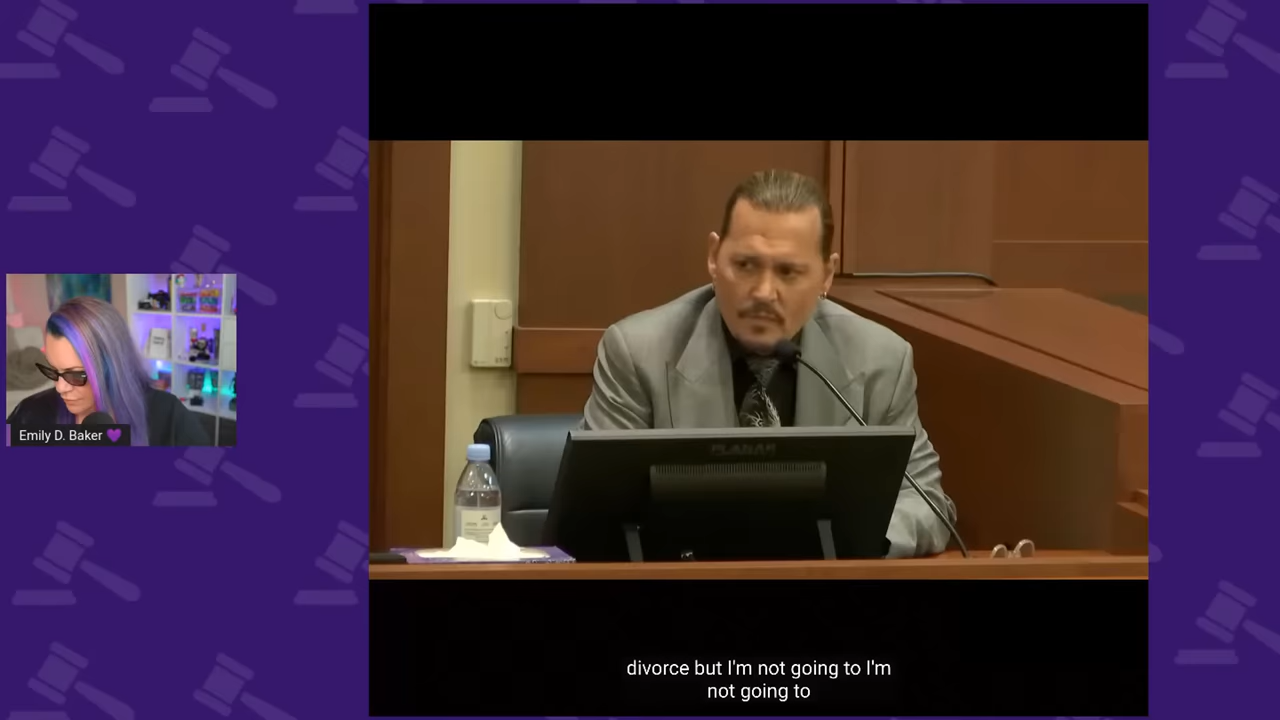 PLANAR
Emily D. Baker 💜
divorce but I'm not going to I'm
not going to